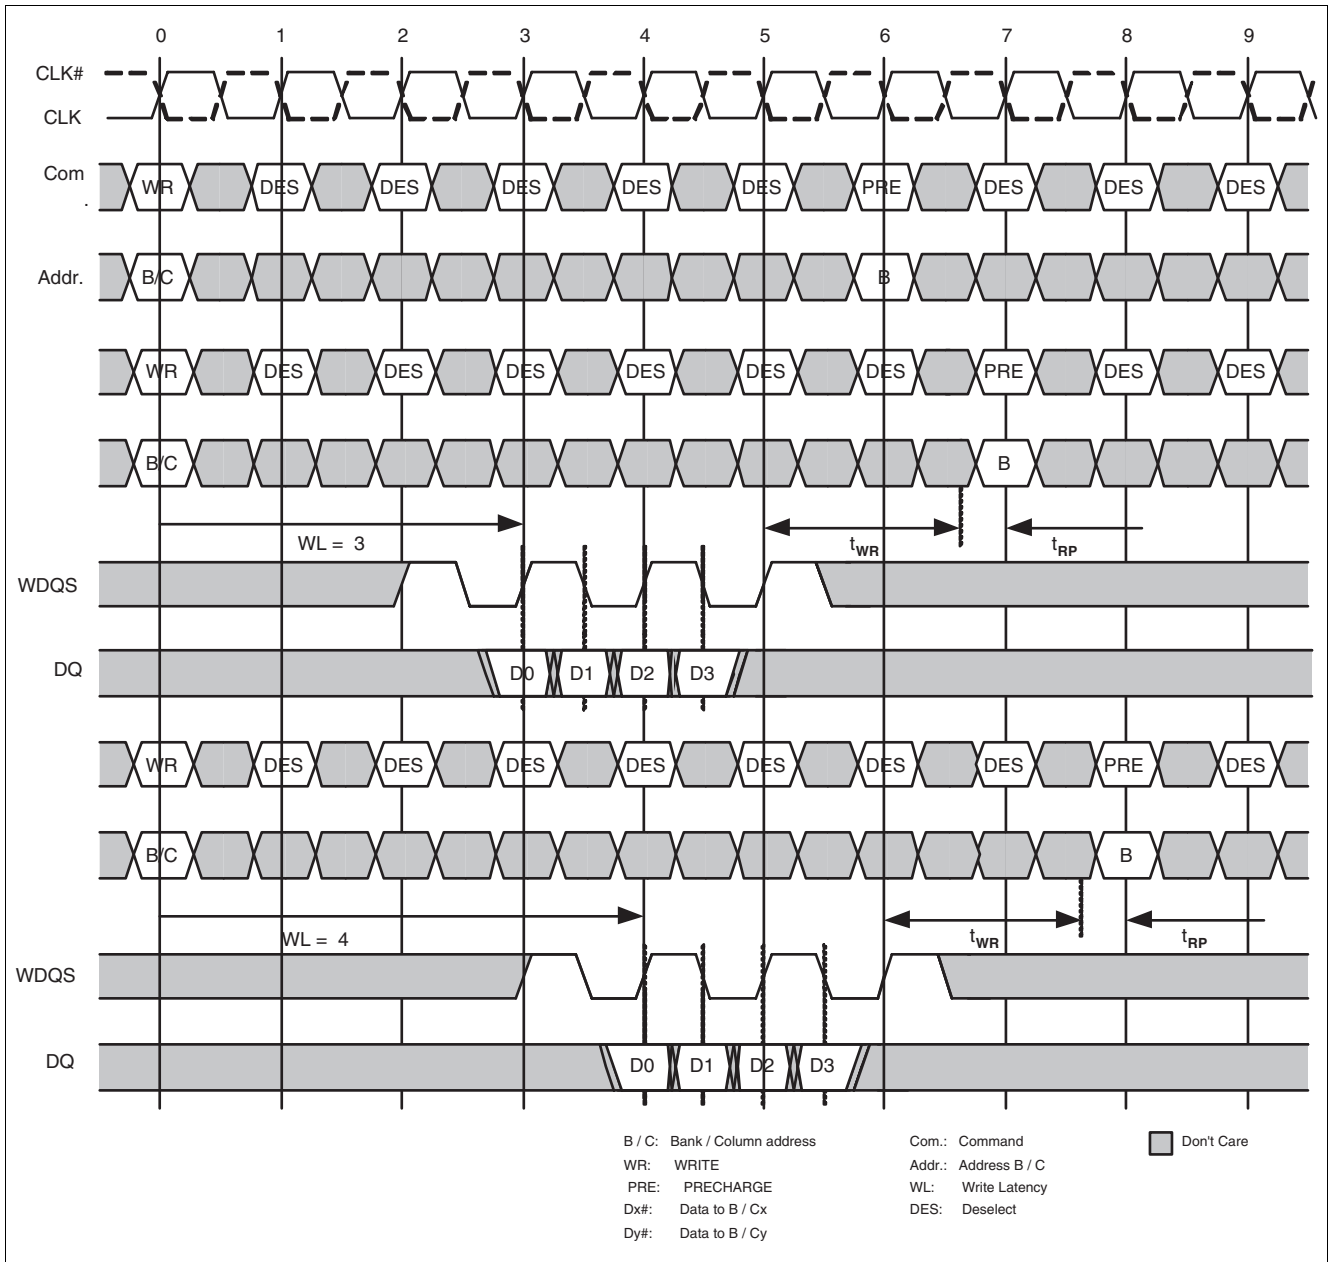 0 1 2 3 4 5 6 7 8 9
CLK#
CLK
Com
.
WR DES DES DES DES DES PRE DES DES DES
Addr. B/C B
WR DES DES DES DES DES DES PRE DES DES
B/C B
WL = 3 tWR tRP
WDQS
DQ D0 D1 D2 D3
WR DES DES DES DES DES DES DES PRE DES
B/C B
WL = 4 tWR tRP
WDQS
DQ D0 D1 D2 D3
B / C: Bank / Column address Com.: Command Don't Care
WR: WRITE Addr.: Address B / C
PRE: PRECHARGE WL: Write Latency
Dx#: Data to B / Cx DES: Deselect
Dy#: Data to B / Cy